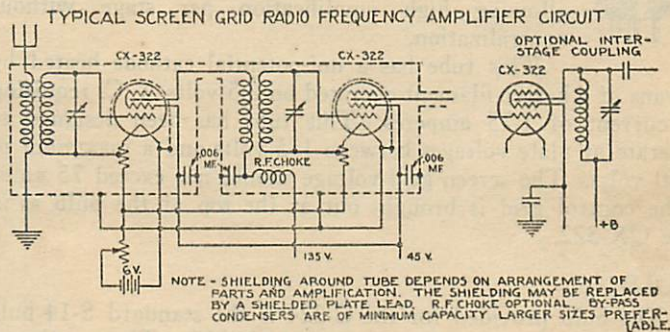 TYPICAL SCREEN GRID RADIO FREQUENCY AMPLIFIER CIRCUIT
OPTIONAL INTER-
STAGE COUPLING
CX-322
CX-322
CX-322
.006
MF.
R.F.CHOKE
.006
MF
+B
6V.
135 V.
45 V.
NOTE - SHIELDING AROUND TUBE DEPENDS ON ARRANGEMENT OF
PARTS AND AMPLIFICATION. THE SHIELDING MAY BE REPLACED
BY A SHIELDED PLATE LEAD. R.F. CHOKE OPTIONAL. BY-PASS
CONDENSERS ARE OF MINIMUM CAPACITY LARGER SIZES PREFER-
ABLE.